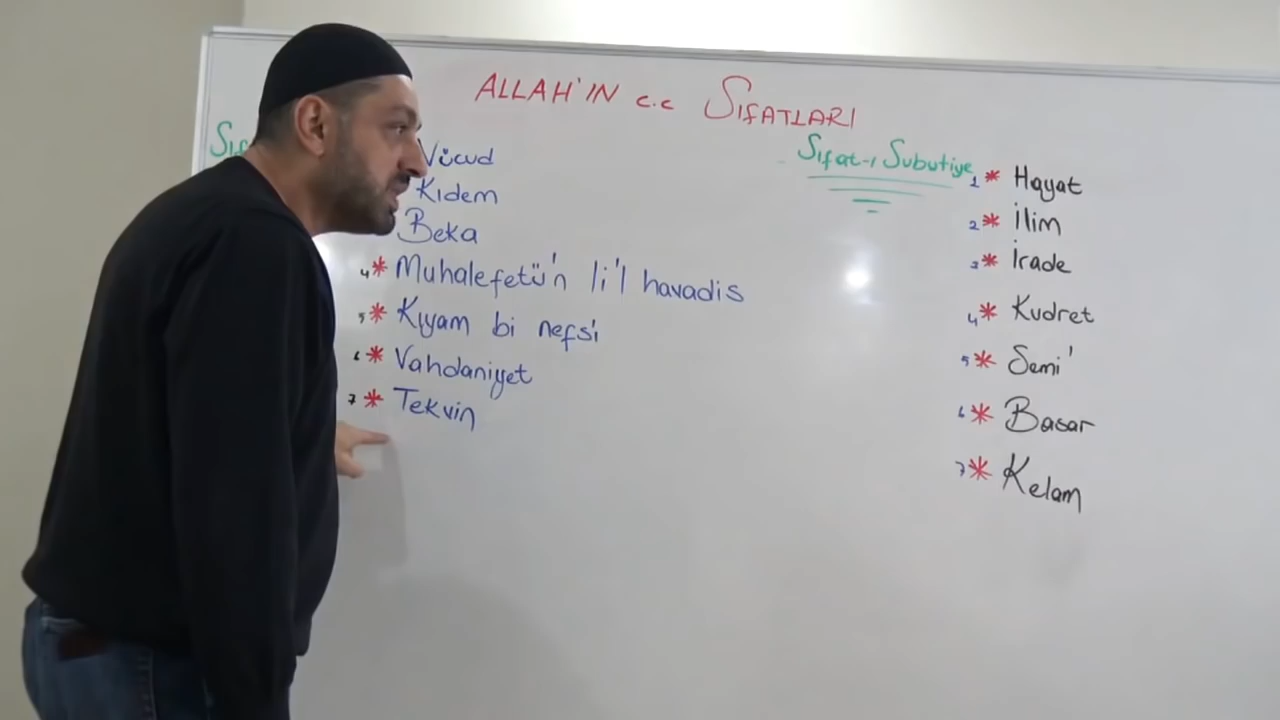 ALLAH'IN c.c SIFATLARI
Vücud
Kıdem
Beka
4 * Muhalefetü'n li'l havadis
5 * Kıyam bi nefs'i
6 * Vahdaniyet
7 * Tekvin
Sıfat-ı Subutiye
1 * Hayat
2 * İlim
3 * İrade
4 * Kudret
5 * Semi'
6 * Basar
7 * Kelam